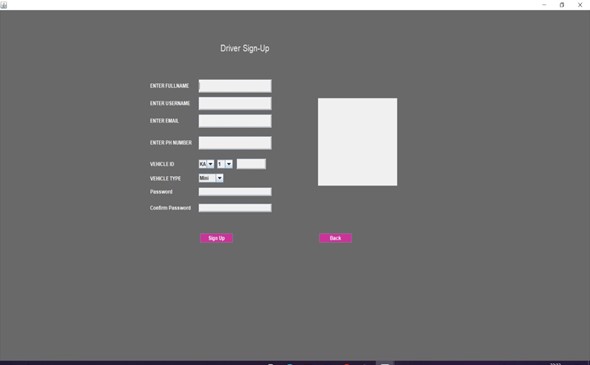 Driver Sign-Up
ENTER FULLNAME
ENTER USERNAME
ENTER EMAIL
ENTER PH NUMBER
VEHICLE ID KA 1
VEHICLE TYPE Mini
Password
Confirm Password
Sign Up Back